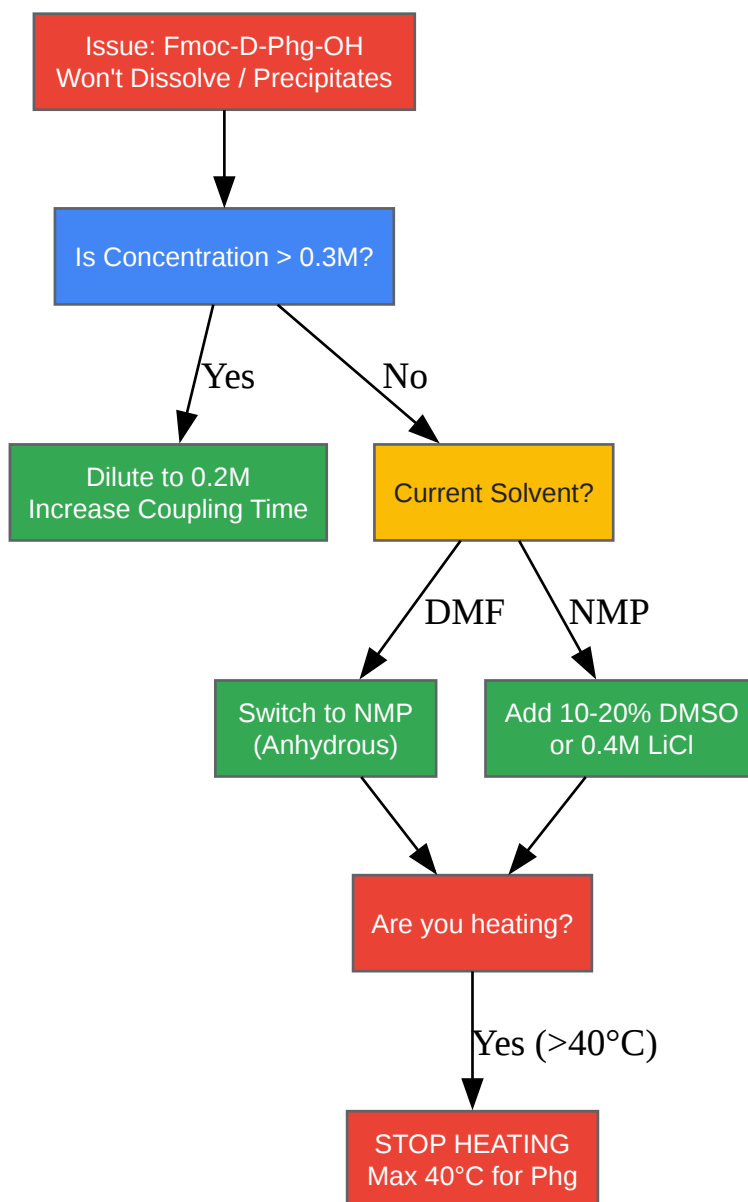 Issue: Fmoc-D-Phg-OH
Won't Dissolve / Precipitates
Is Concentration > 0.3M?
Yes
No
Dilute to 0.2M
Increase Coupling Time
Current Solvent?
DMF
NMP
Switch to NMP
(Anhydrous)
Add 10-20% DMSO
or 0.4M LiCl
Are you heating?
Yes (>40°C)
STOP HEATING
Max 40°C for Phg